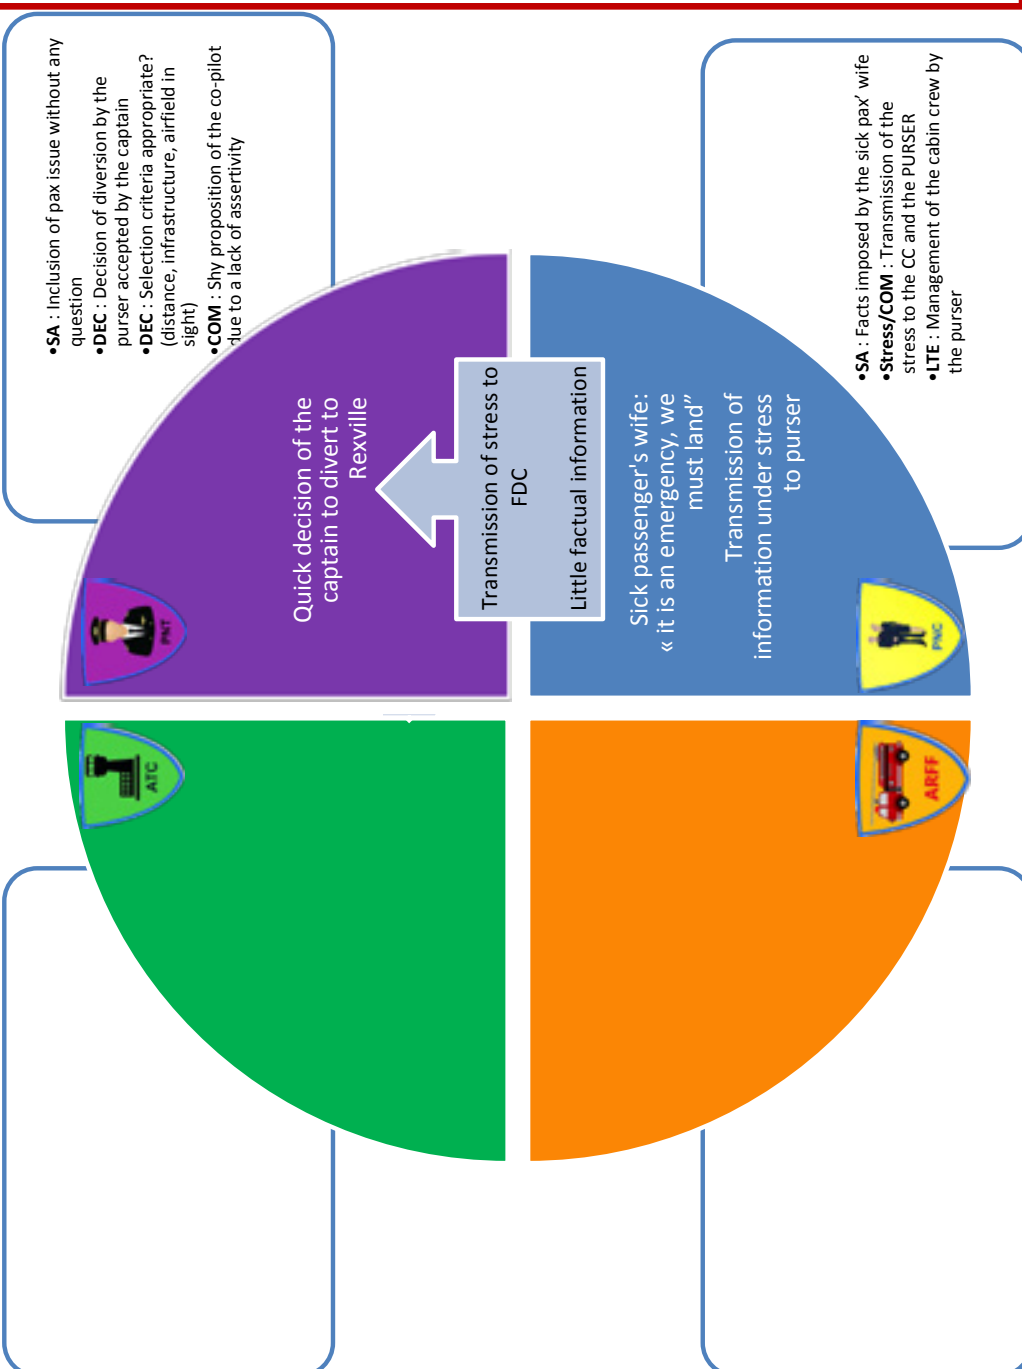 •SA : Inclusion of pax issue without any
question
•DEC : Decision of diversion by the
purser accepted by the captain
•DEC : Selection criteria appropriate?
(distance, infrastructure, airfield in
sight)
•COM : Shy proposition of the co-pilot
due to a lack of assertivity
ATC
PNT
Quick decision of the
captain to divert to
Rexville
Transmission of stress to
FDC
Little factual information
Sick passenger's wife:
« it is an emergency, we
must land”
Transmission of
information under stress
to purser
ARFF
PNC
•SA : Facts imposed by the sick pax’ wife
•Stress/COM : Transmission of the
stress to the CC and the PURSER
•LTE : Management of the cabin crew by
the purser